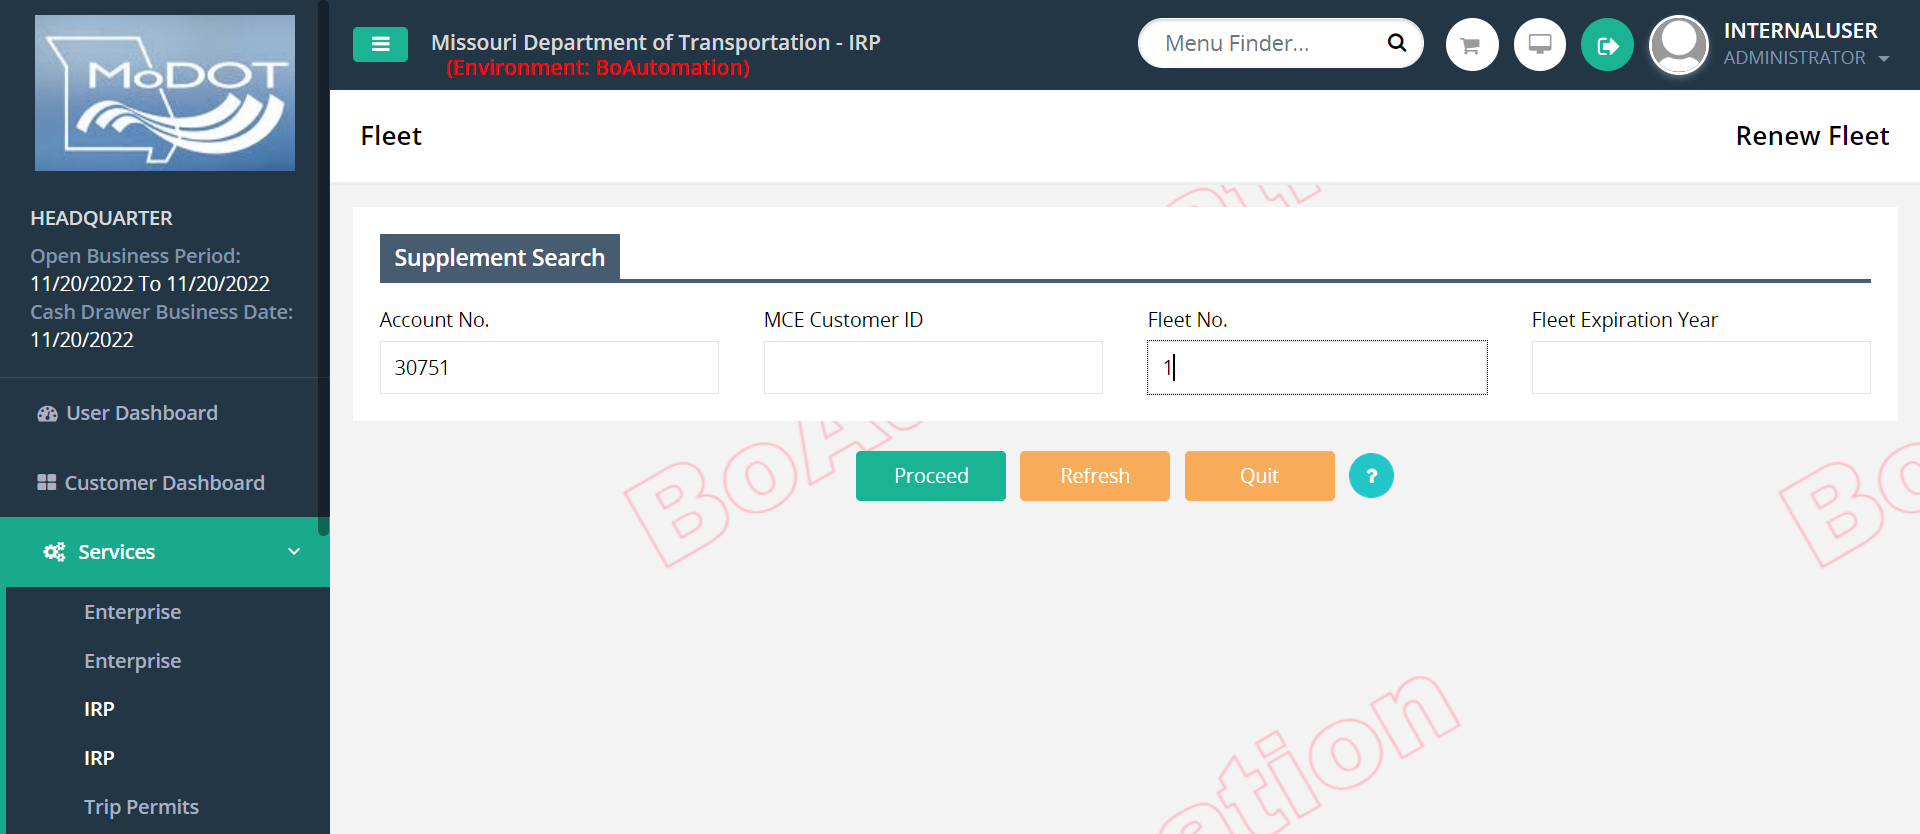 MoDOT
HEADQUARTER
Open Business Period:
11/20/2022 To 11/20/2022
Cash Drawer Business Date:
11/20/2022
User Dashboard
Customer Dashboard
Services
Enterprise
Enterprise
IRP
IRP
Trip Permits
Missouri Department of Transportation - IRP
(Environment: BoAutomation)
Menu Finder...
INTERNALUSER
ADMINISTRATOR
Fleet
Renew Fleet
Supplement Search
Account No.
MCE Customer ID
Fleet No.
Fleet Expiration Year
30751
1
Proceed
Refresh
Quit
?
BoAu
Bo
ation